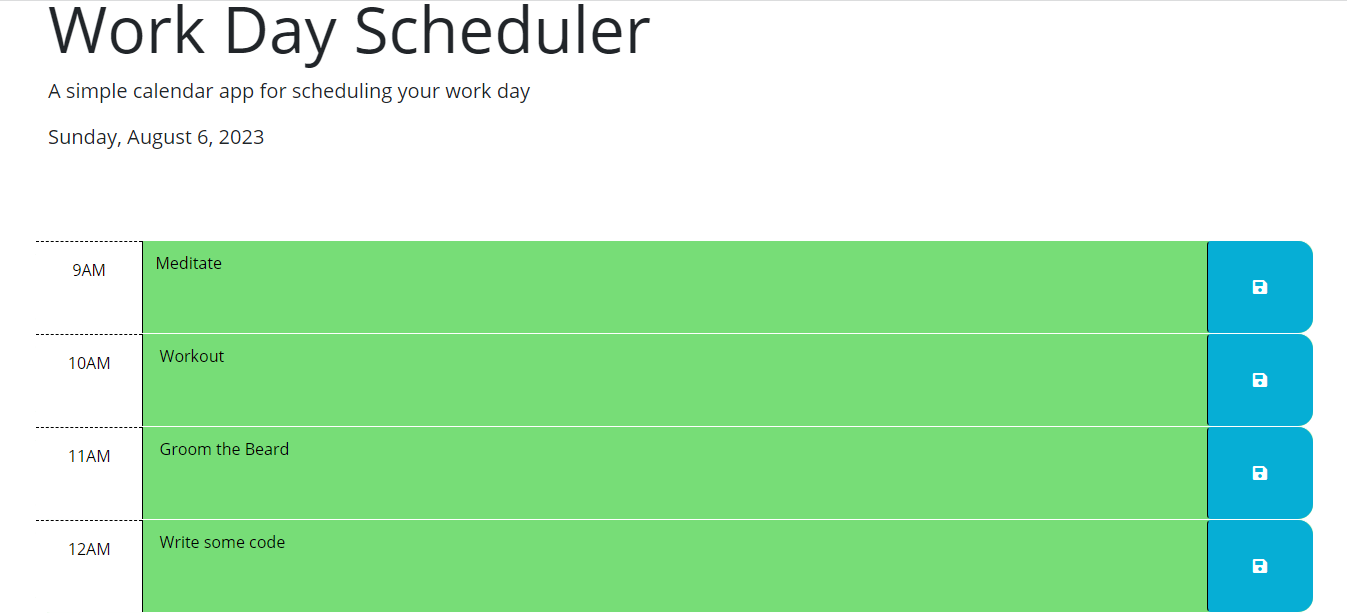 Work Day Scheduler
A simple calendar app for scheduling your work day
Sunday, August 6, 2023
9AM Meditate
10AM Workout
11AM Groom the Beard
12AM Write some code